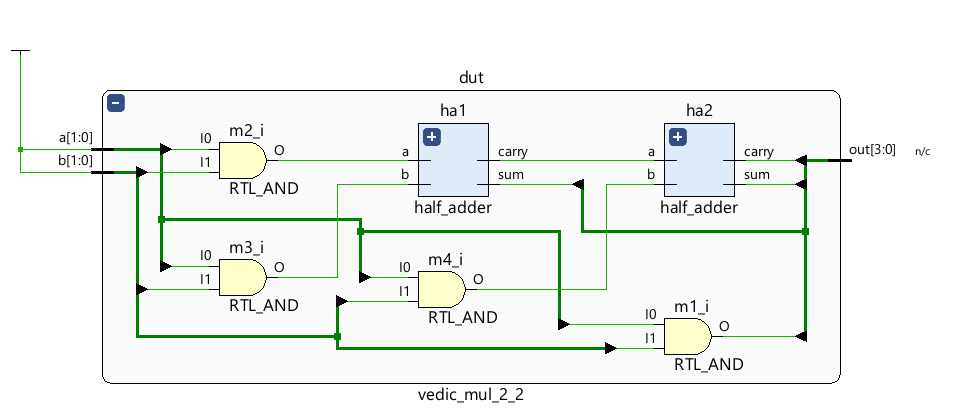 dut
ha1
ha2
a[1:0]
b[1:0]
I0
I1
m2_i
O
RTL_AND
a
b
carry
sum
half_adder
a
b
carry
sum
half_adder
out[3:0]
n/c
m3_i
I0
I1
O
RTL_AND
m4_i
I0
I1
O
RTL_AND
m1_i
I0
I1
O
RTL_AND
vedic_mul_2_2